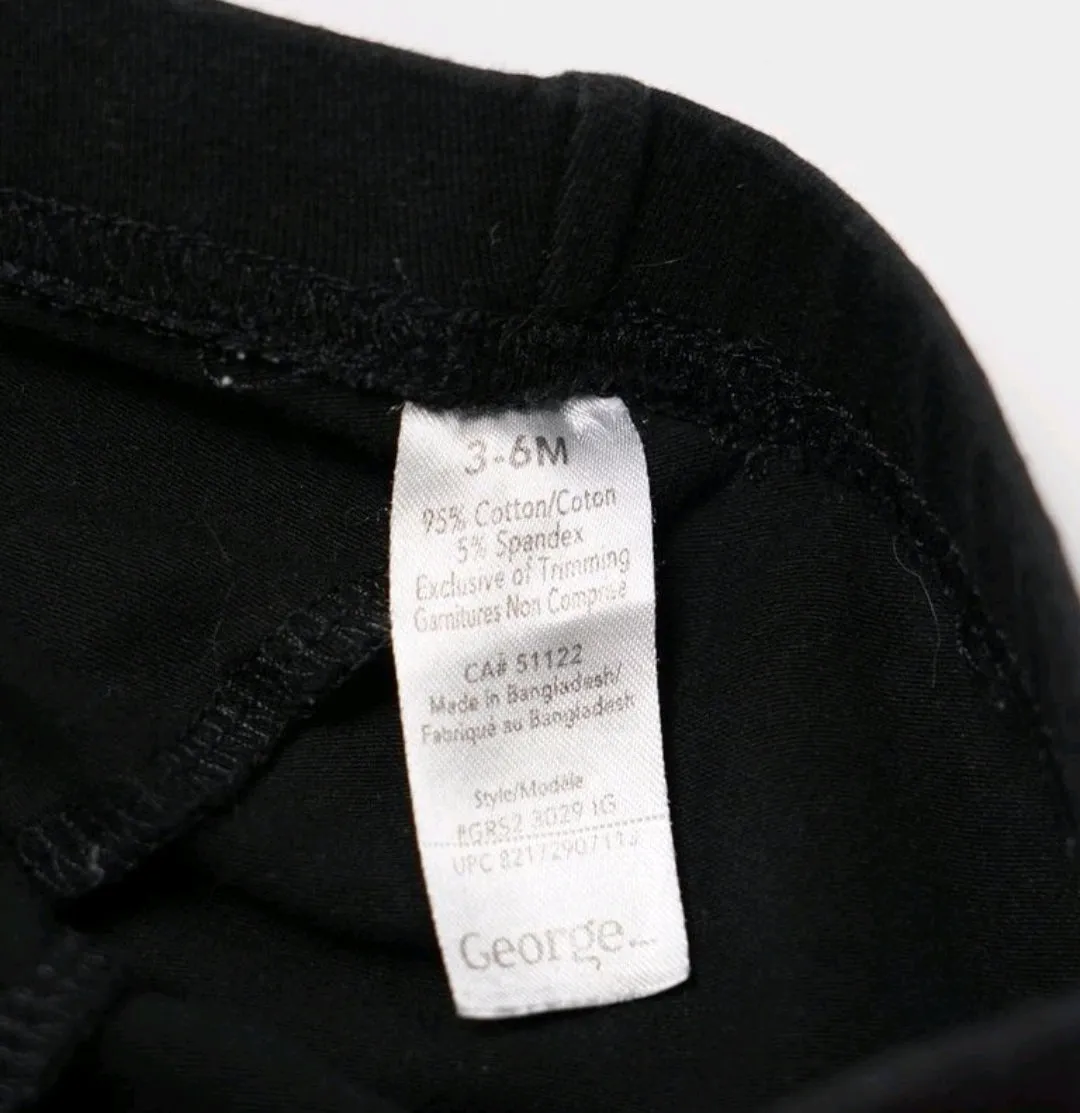 3-6M
95% Cotton/Coton
5% Spandex
Exclusive of Trimming
Garnitures Non Comprise
CA# 51122
Made in Bangladesh/
Fabriqué au Bangladesh
Style/Modèle
UPC
George